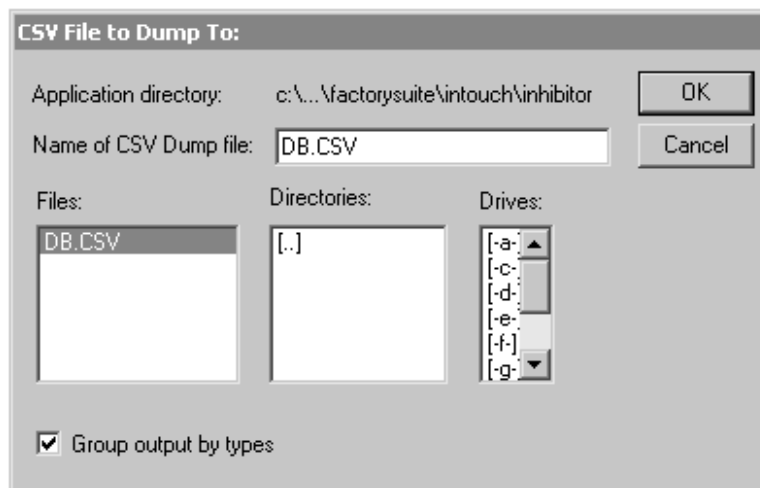 CSV File to Dump To:
Application directory: c:\...\factorysuite\intouch\inhibitor OK
Name of CSV Dump file: DB.CSV Cancel
Files: Directories: Drives:
DB.CSV [..] [-a-]
[-c-]
[-d-]
[-e-]
[-f-]
[-g-]
Group output by types